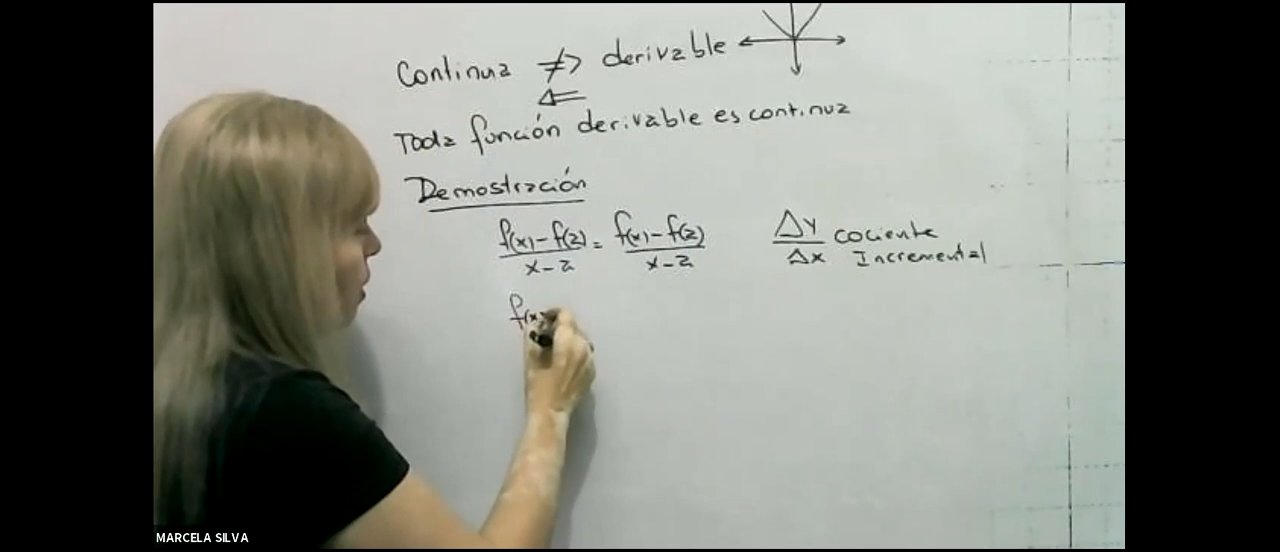 Continua ⇏ derivable
⇐
Toda función derivable es continua
Demostración
f(x)-f(a) = f(x)-f(a) Δy cociente
x-a x-a Δx Incremental
f(x)
MARCELA SILVA